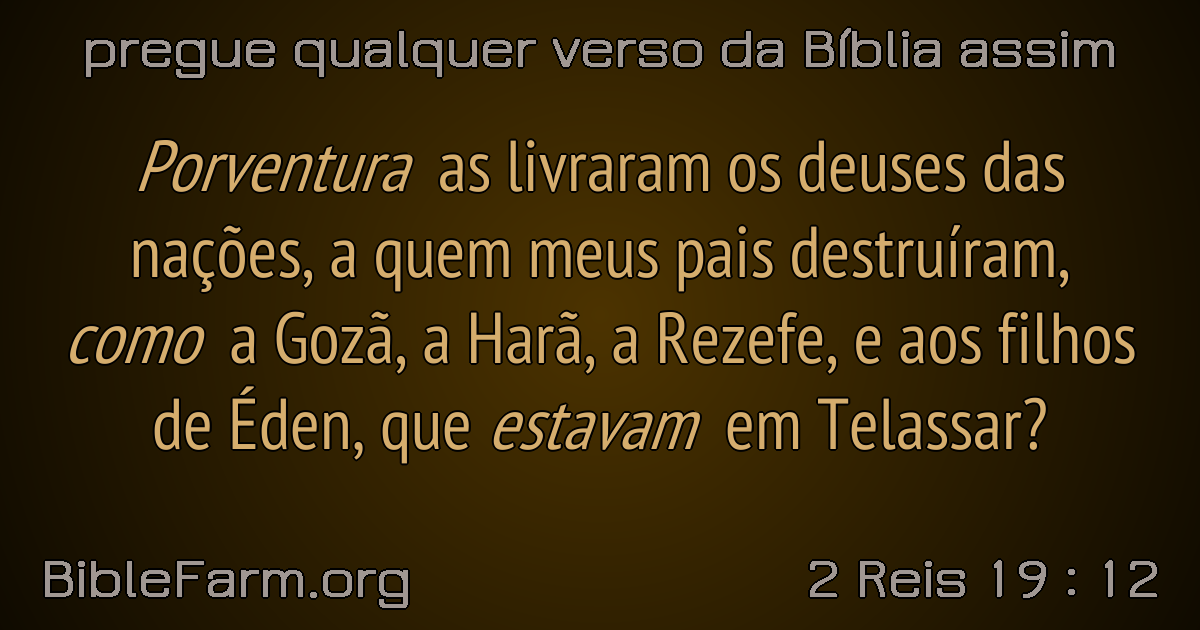 pregue qualquer verso da Bíblia assim
Porventura as livraram os deuses das
nações, a quem meus pais destruíram,
como a Gozã, a Harã, a Rezefe, e aos filhos
de Éden, que estavam em Telassar?
BibleFarm.org
2 Reis 19 : 12